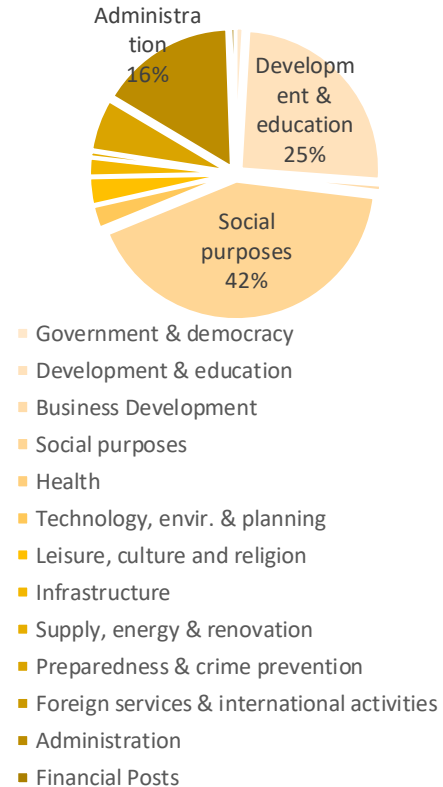 Administra
tion
16%
Developm
ent &
education
25%
Social
purposes
42%
Government & democracy
Development & education
Business Development
Social purposes
Health
Technology, envir. & planning
Leisure, culture and religion
Infrastructure
Supply, energy & renovation
Preparedness & crime prevention
Foreign services & international activities
Administration
Financial Posts